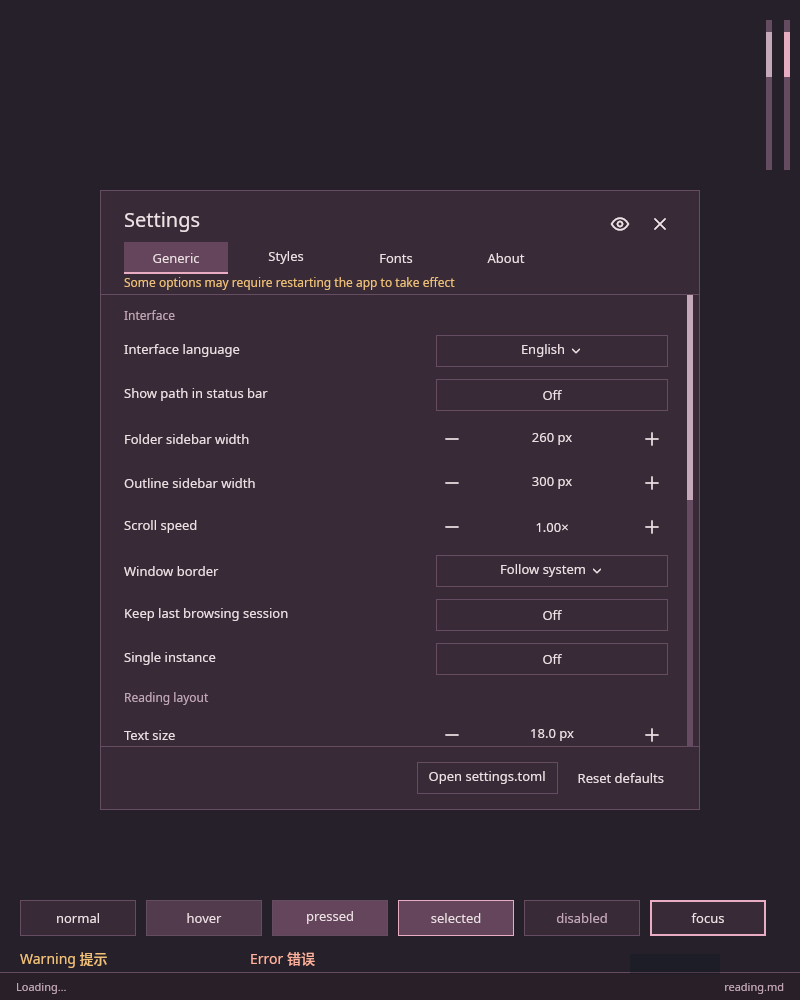 Settings
Generic Styles Fonts About
Some options may require restarting the app to take effect
Interface
Interface language English
Show path in status bar Off
Folder sidebar width — 260 px +
Outline sidebar width — 300 px +
Scroll speed — 1.00× +
Window border Follow system
Keep last browsing session Off
Single instance Off
Reading layout
Text size — 18.0 px +
Open settings.toml Reset defaults
normal hover pressed selected disabled focus
Warning 提示 Error 错误
Loading... reading.md